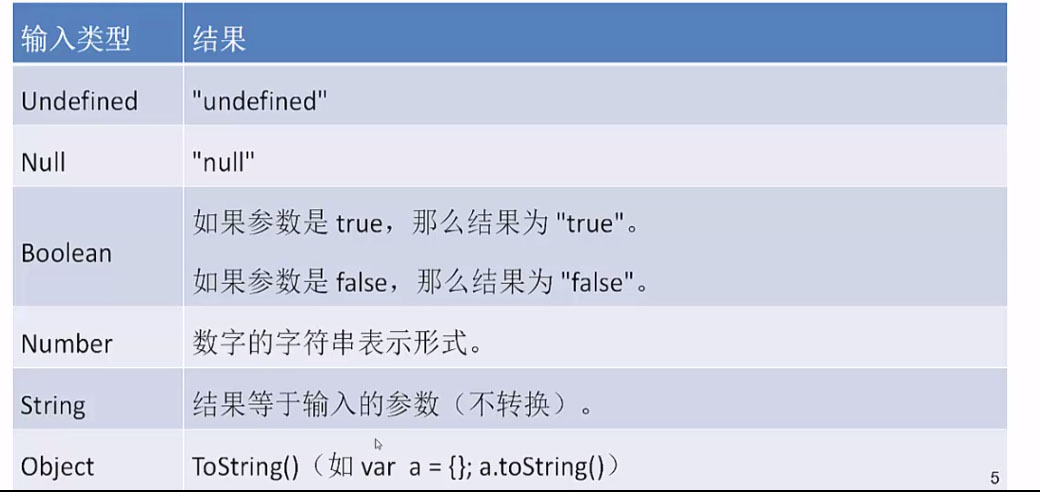 输入类型 结果
Undefined "undefined"
Null "null"
如果参数是 true，那么结果为 "true"。
Boolean
如果参数是 false，那么结果为 "false"。
Number 数字的字符串表示形式。
String 结果等于输入的参数（不转换）。
Object ToString()（如 var a = {}; a.toString()）
5